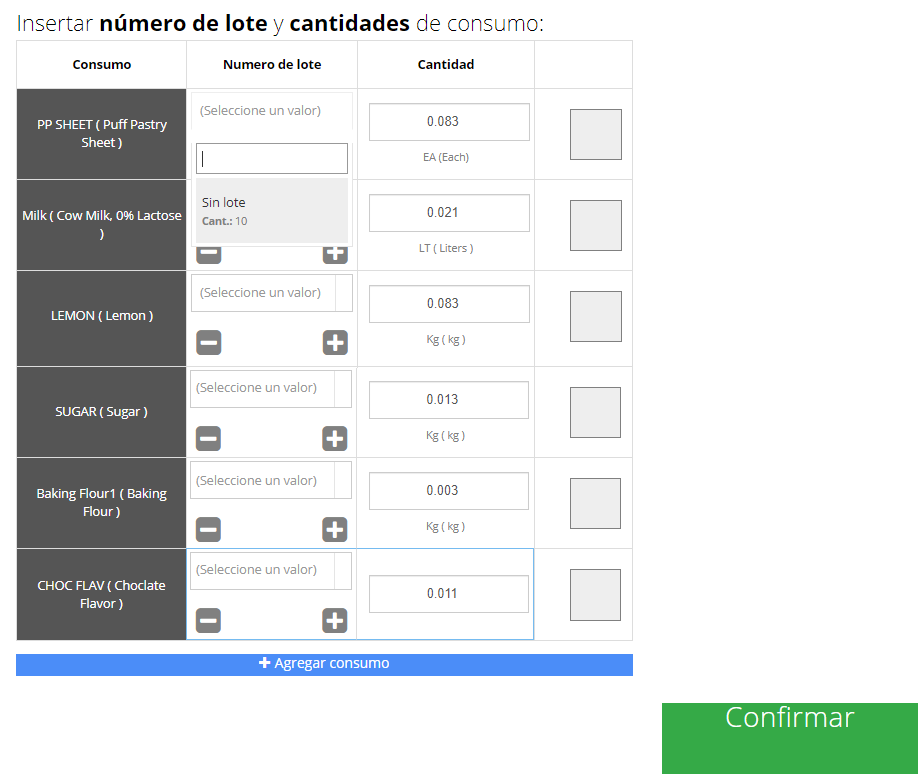 Insertar número de lote y cantidades de consumo:
Consumo Numero de lote Cantidad
PP SHEET ( Puff Pastry
Sheet )
(Seleccione un valor)
0.083
EA (Each)
Sin lote
Cant.: 10
Milk ( Cow Milk, 0% Lactose
)
0.021
LT ( Liters )
LEMON ( Lemon )
(Seleccione un valor)
0.083
Kg ( kg )
SUGAR ( Sugar )
(Seleccione un valor)
0.013
Kg ( kg )
Baking Flour1 ( Baking
Flour )
(Seleccione un valor)
0.003
Kg ( kg )
CHOC FLAV ( Choclate
Flavor )
(Seleccione un valor)
0.011
Agregar consumo
Confirmar